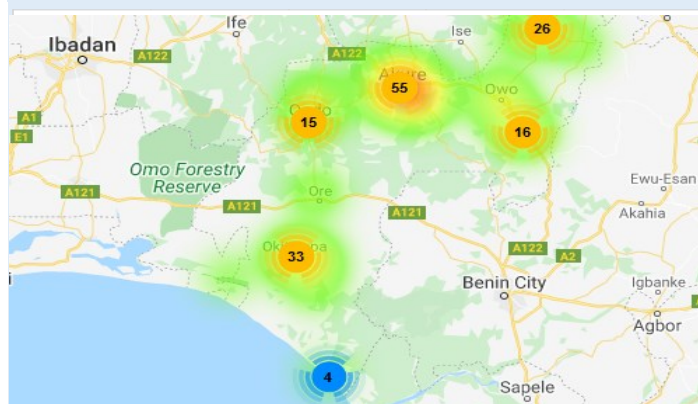 Ife
26
Ise
Ibadan
A122
A122
55
Owo
A1
15
16
E1
Omo Forestry
Reserve
Ewu-Esan
A121
Ore
A121
A121
Akahia
A122
A2
33
Benin City
Igbanke
Agbor
4
Sapele